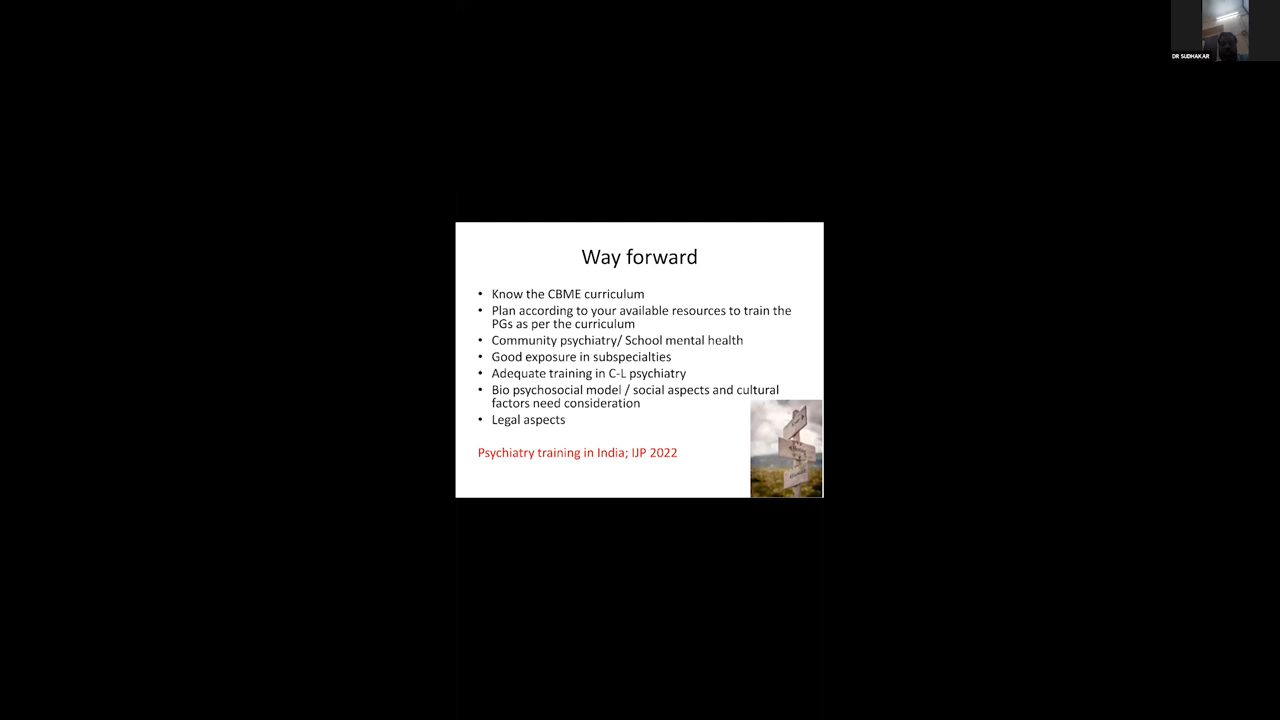 DR SUDHAKAR
Way forward
• Know the CBME curriculum
• Plan according to your available resources to train the
PGs as per the curriculum
• Community psychiatry/ School mental health
• Good exposure in subspecialties
• Adequate training in C-L psychiatry
• Bio psychosocial model / social aspects and cultural
factors need consideration
• Legal aspects
Psychiatry training in India; IJP 2022